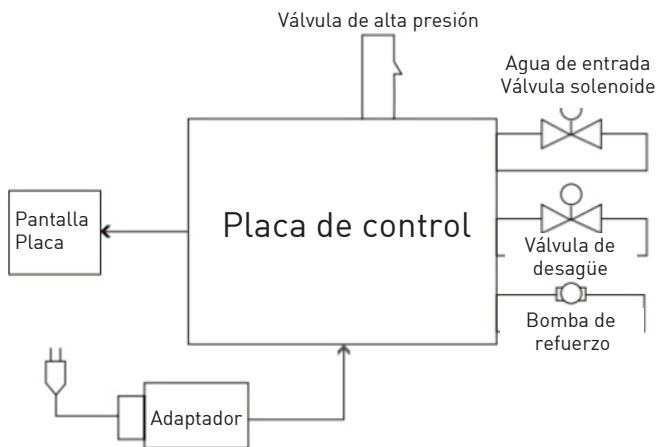 Válvula de alta presión
Agua de entrada
Válvula solenoide
Pantalla
Placa
Placa de control
Válvula de
desagüe
Bomba de
refuerzo
Adaptador